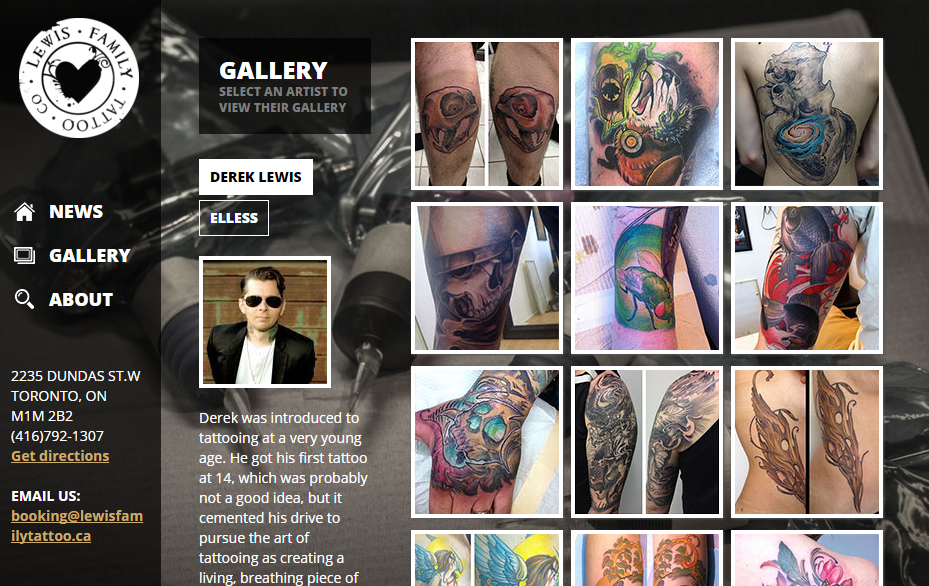 LEWIS · FAMILY · TATTOO · CO ·
NEWS
GALLERY
ABOUT
2235 DUNDAS ST.W
TORONTO, ON
M1M 2B2
(416)792-1307
Get directions
EMAIL US:
booking@lewisfam
ilytattoo.ca
GALLERY
SELECT AN ARTIST TO
VIEW THEIR GALLERY
DEREK LEWIS
ELLESS
Derek was introduced to
tattooing at a very young
age. He got his first tattoo
at 14, which was probably
not a good idea, but it
cemented his drive to
pursue the art of
tattooing as creating a
living, breathing piece of